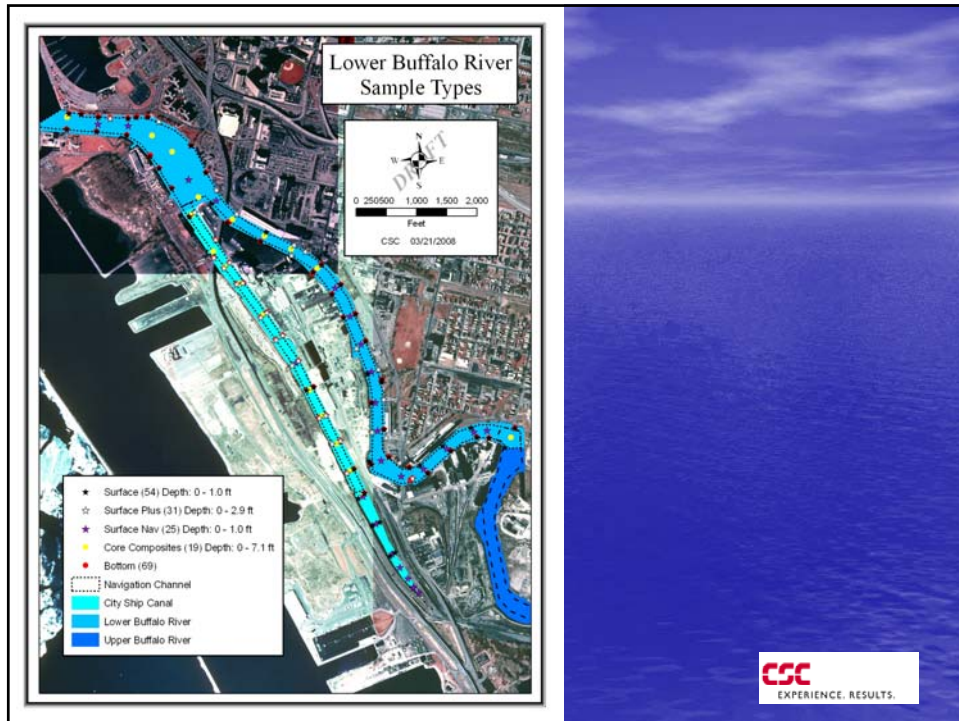 Lower Buffalo River
Sample Types
N
W E
S
DRAFT
0 250500 1,000 1,500 2,000
Feet
CSC 03/21/2008
Surface (54) Depth: 0 - 1.0 ft
Surface Plus (31) Depth: 0 - 2.9 ft
Surface Nav (25) Depth: 0 - 1.0 ft
Core Composites (19) Depth: 0 - 7.1 ft
Bottom (69)
Navigation Channel
City Ship Canal
Lower Buffalo River
Upper Buffalo River
CSC
EXPERIENCE. RESULTS.